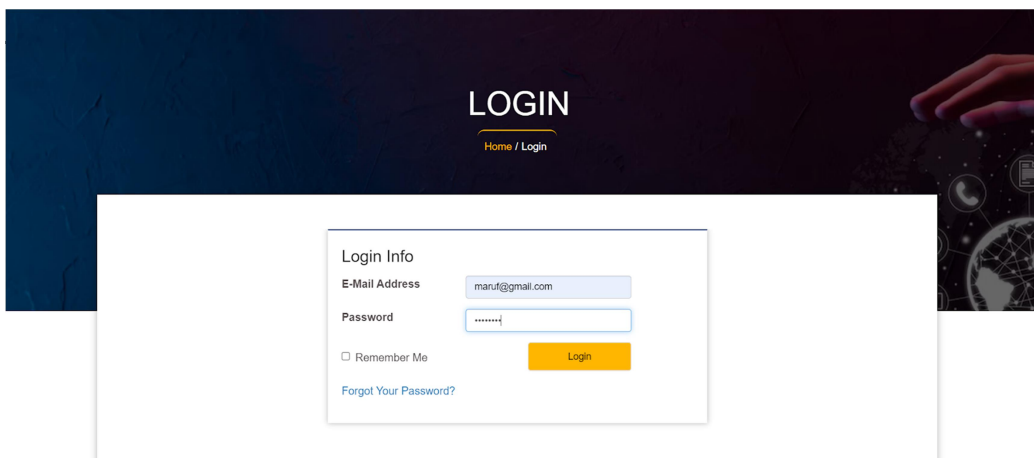 LOGIN
Home / Login
Login Info
E-Mail Address maruf@gmail.com
Password ••••••••
Remember Me Login
Forgot Your Password?